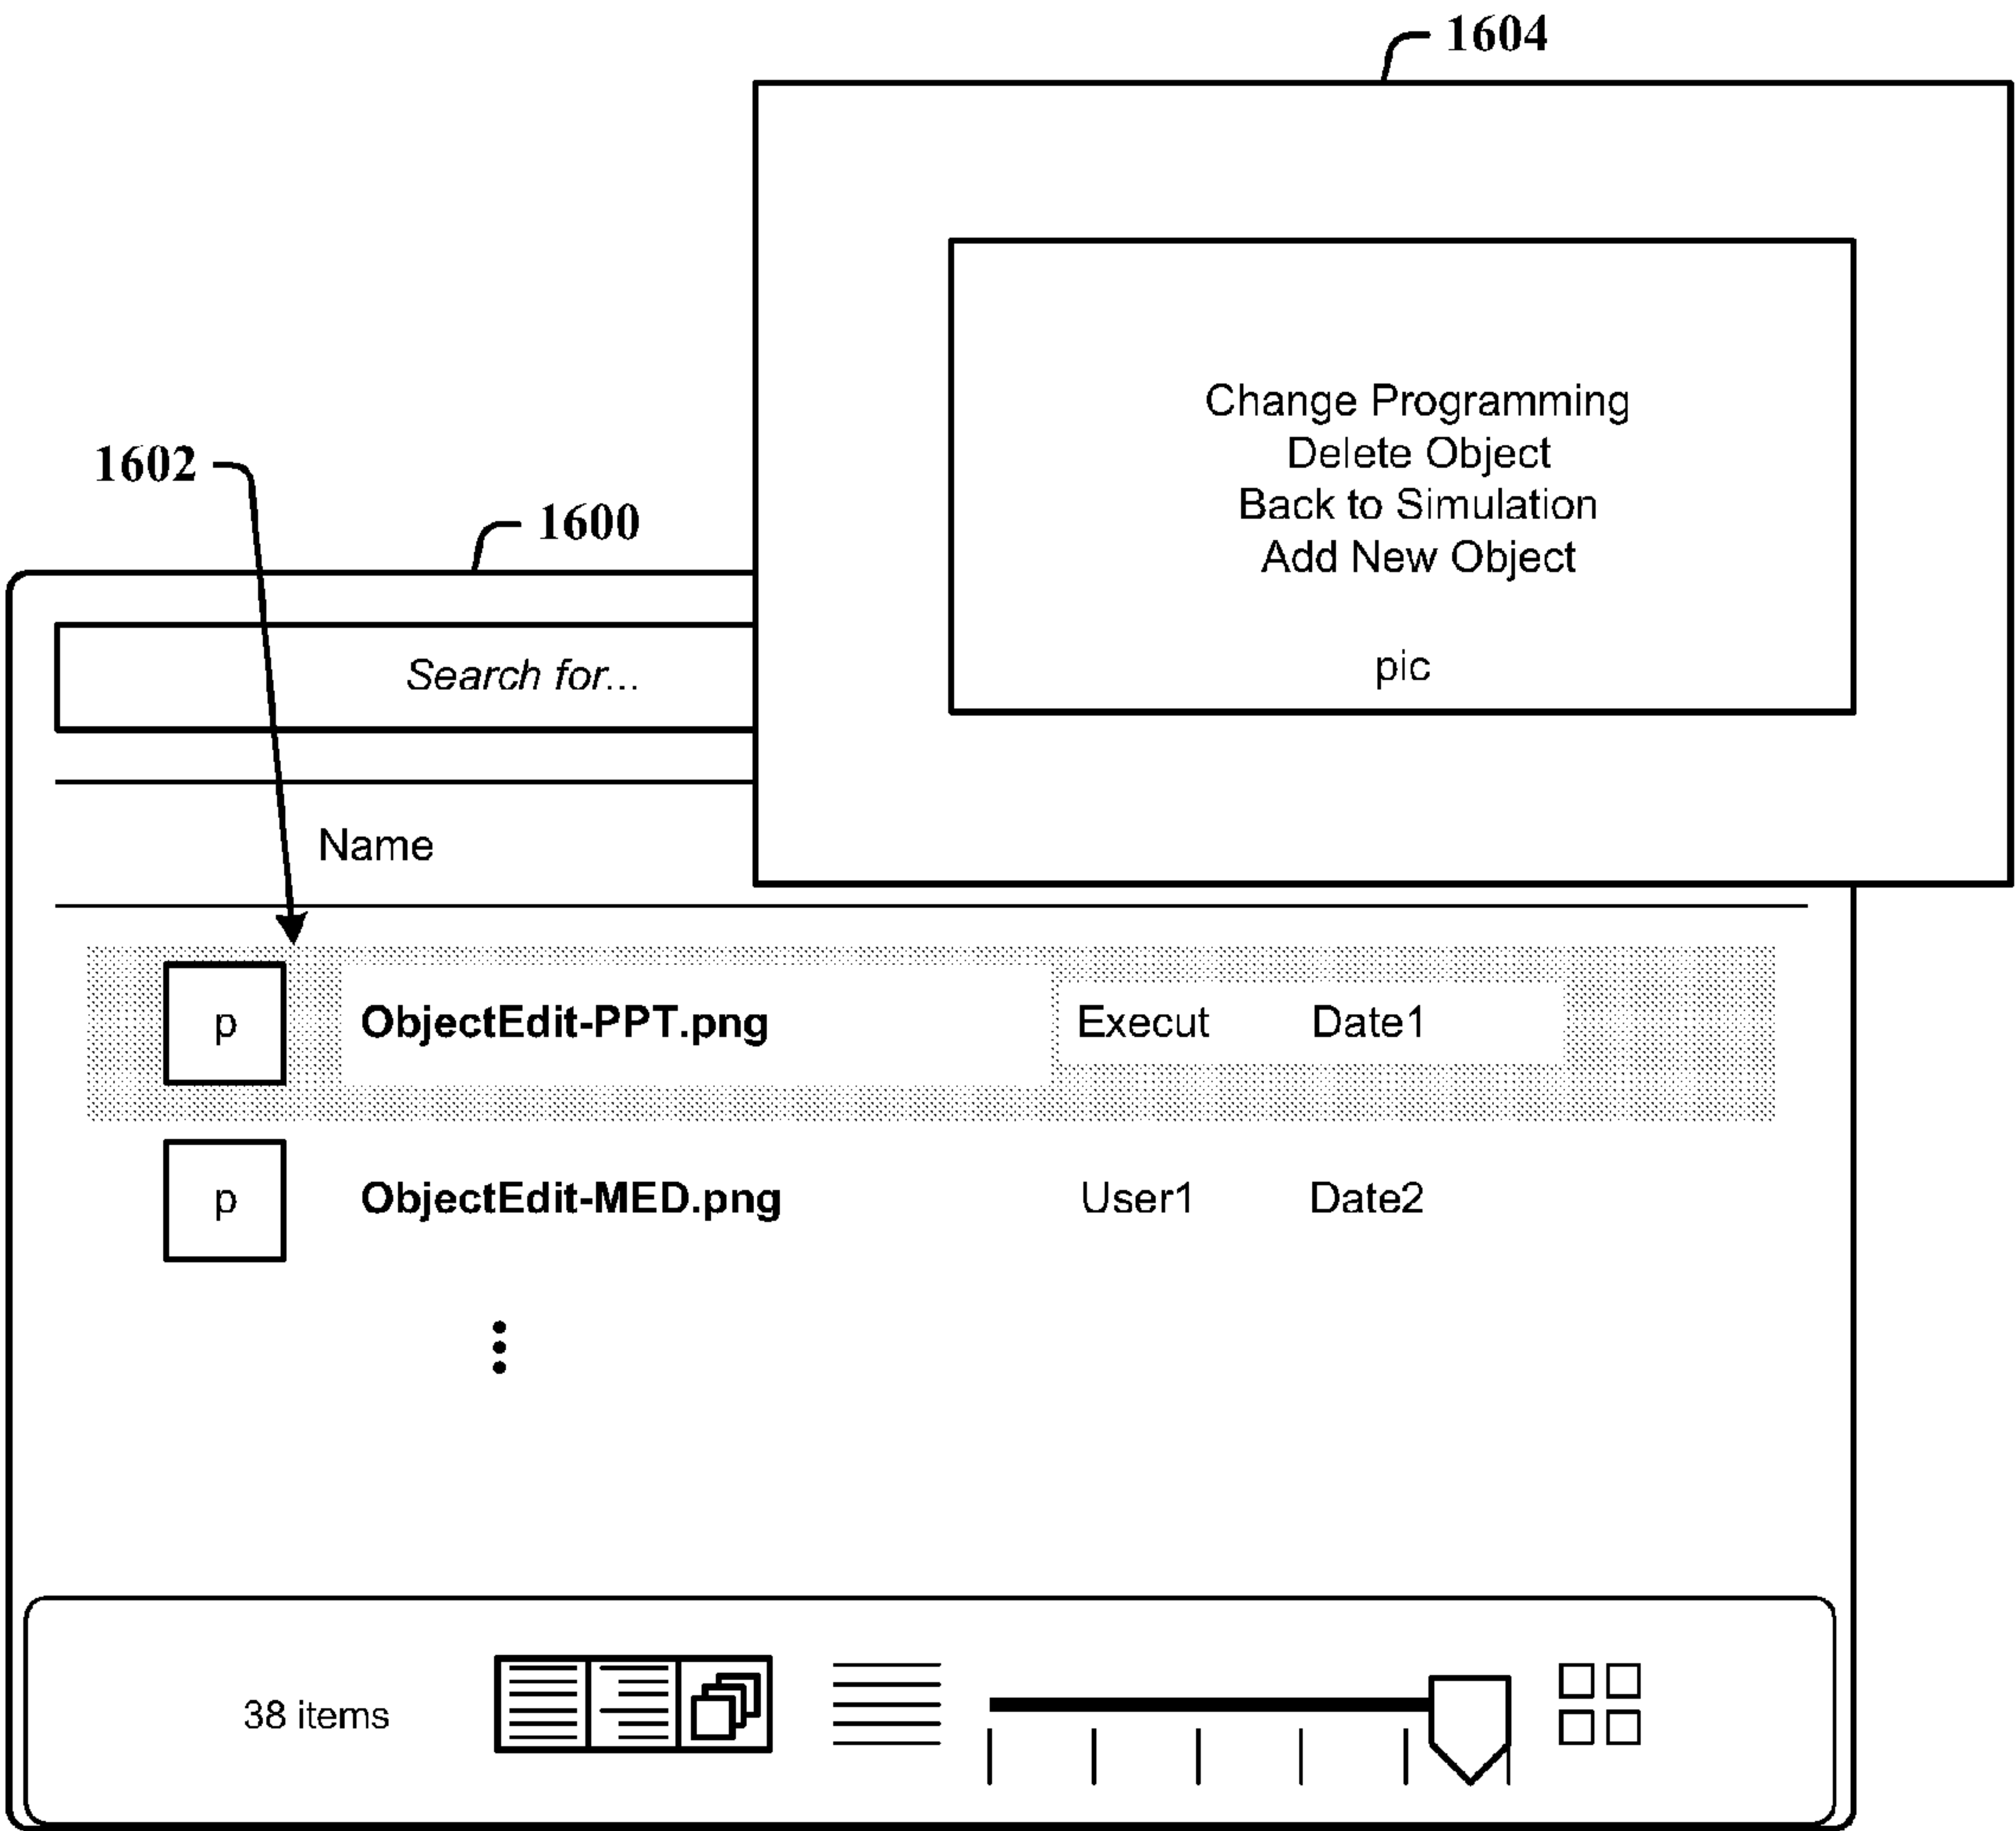 1604
Change Programming
Delete Object
Back to Simulation
Add New Object
pic
1602
1600
Search for...
Name
p ObjectEdit-PPT.png Execut Date1
p ObjectEdit-MED.png User1 Date2
38 items